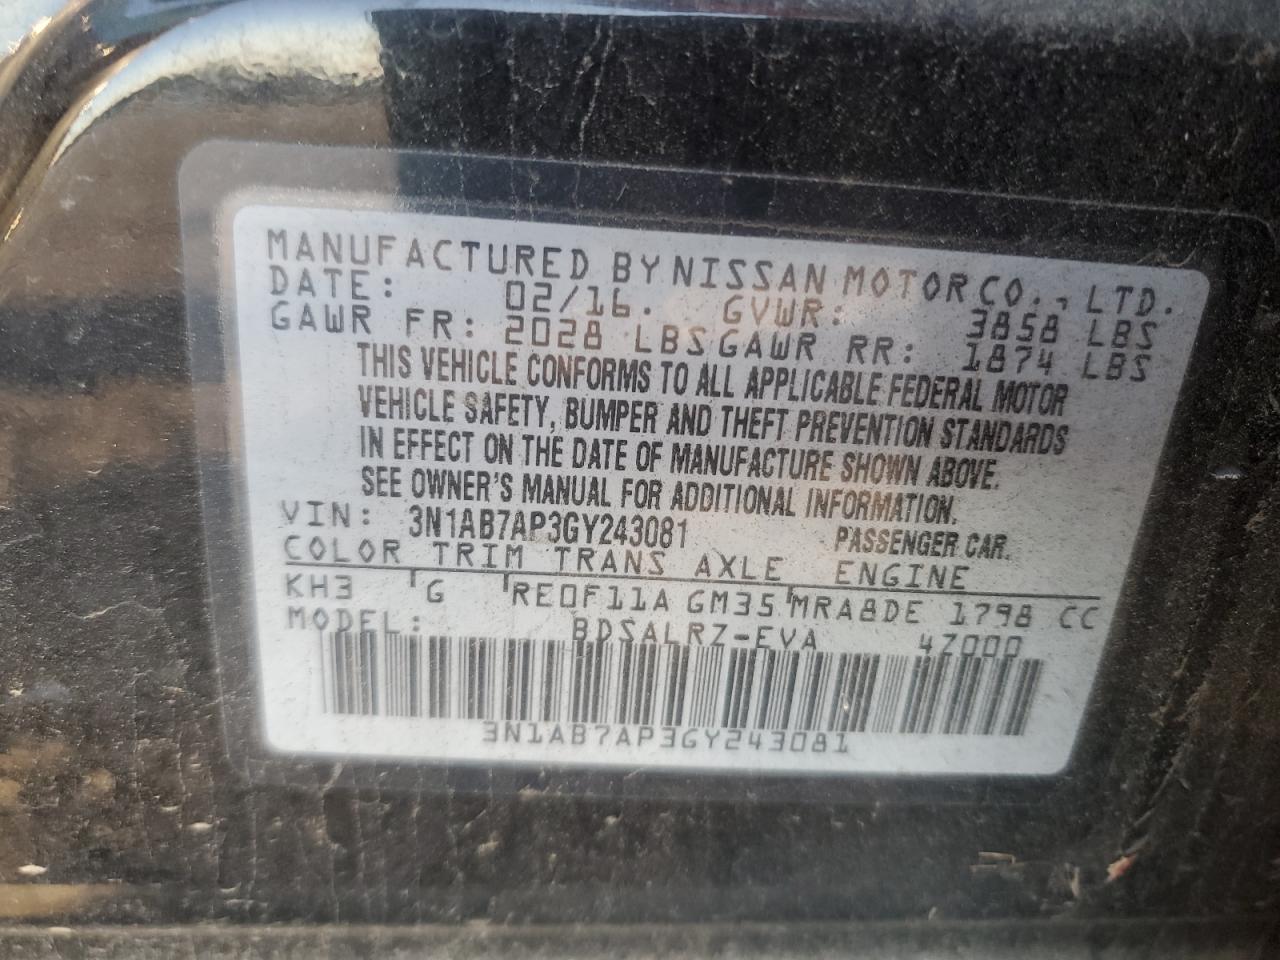 MANUFACTURED BY NISSAN MOTOR CO., LTD.
DATE: 02/16. GVWR: 3858 LBS
GAWR FR: 2028 LBS GAWR RR: 1874 LBS
THIS VEHICLE CONFORMS TO ALL APPLICABLE FEDERAL MOTOR
VEHICLE SAFETY, BUMPER AND THEFT PREVENTION STANDARDS
IN EFFECT ON THE DATE OF MANUFACTURE SHOWN ABOVE.
SEE OWNER'S MANUAL FOR ADDITIONAL INFORMATION.
VIN: 3N1AB7AP3GY243081 PASSENGER CAR.
COLOR TRIM TRANS AXLE ENGINE
KH3 G RE0F11A GM35 MRA8DE 1798 CC
MODEL: BDSALRZ-EVA 4Z000
3N1AB7AP3GY243081